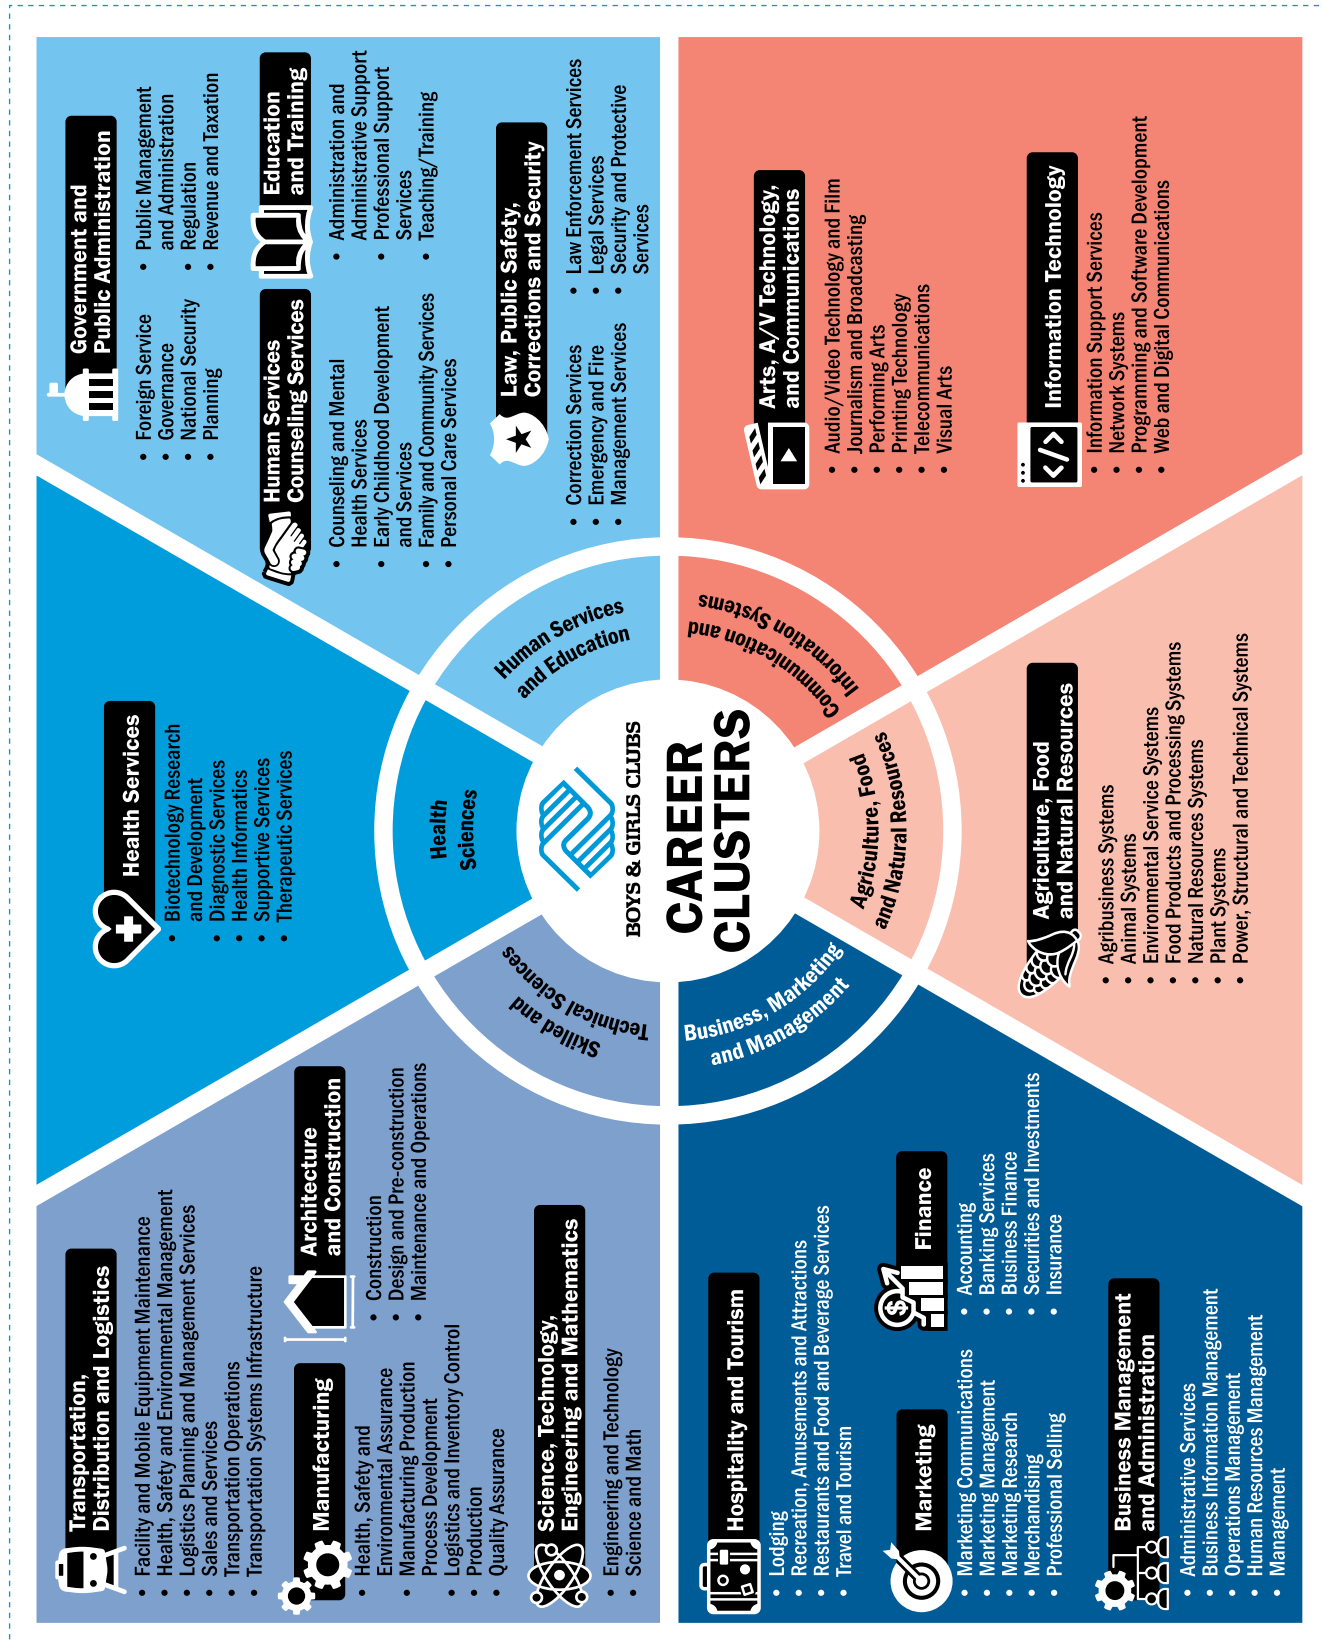 BOYS & GIRLS CLUBS
CAREER
CLUSTERS
Skilled and
Technical Sciences
Transportation,
Distribution and Logistics
• Facility and Mobile Equipment Maintenance
• Health, Safety and Environmental Management
• Logistics Planning and Management Services
• Sales and Services
• Transportation Operations
• Transportation Systems Infrastructure
Manufacturing
• Health, Safety and
Environmental Assurance
• Manufacturing Production
Process Development
• Logistics and Inventory Control
• Production
• Quality Assurance
Architecture
and Construction
• Construction
• Design and Pre-construction
• Maintenance and Operations
Science, Technology,
Engineering and Mathematics
• Engineering and Technology
• Science and Math
Health
Sciences
Health Services
• Biotechnology Research
and Development
• Diagnostic Services
• Health Informatics
• Supportive Services
• Therapeutic Services
Human Services
and Education
Government and
Public Administration
• Foreign Service
• Governance
• National Security
• Planning
• Public Management
and Administration
• Regulation
• Revenue and Taxation
Human Services
Counseling Services
• Counseling and Mental
Health Services
• Early Childhood Development
and Services
• Family and Community Services
• Personal Care Services
Education
and Training
• Administration and
Administrative Support
• Professional Support
Services
• Teaching/Training
Law, Public Safety,
Corrections and Security
• Correction Services
• Emergency and Fire
• Management Services
• Law Enforcement Services
• Legal Services
• Security and Protective
Services
Business, Marketing
and Management
Hospitality and Tourism
• Lodging
• Recreation, Amusements and Attractions
• Restaurants and Food and Beverage Services
• Travel and Tourism
Marketing
• Marketing Communications
• Marketing Management
• Marketing Research
• Merchandising
• Professional Selling
Finance
• Accounting
• Banking Services
• Business Finance
• Securities and Investments
• Insurance
Business Management
and Administration
• Administrative Services
• Business Information Management
• Operations Management
• Human Resources Management
• Management
Agriculture, Food
and Natural Resources
Agriculture, Food
and Natural Resources
• Agribusiness Systems
• Animal Systems
• Environmental Service Systems
• Food Products and Processing Systems
• Natural Resources Systems
• Plant Systems
• Power, Structural and Technical Systems
Communication and
Information Systems
Arts, A/V Technology,
and Communications
• Audio/Video Technology and Film
• Journalism and Broadcasting
• Performing Arts
• Printing Technology
• Telecommunications
• Visual Arts
Information Technology
• Information Support Services
• Network Systems
• Programming and Software Development
• Web and Digital Communications